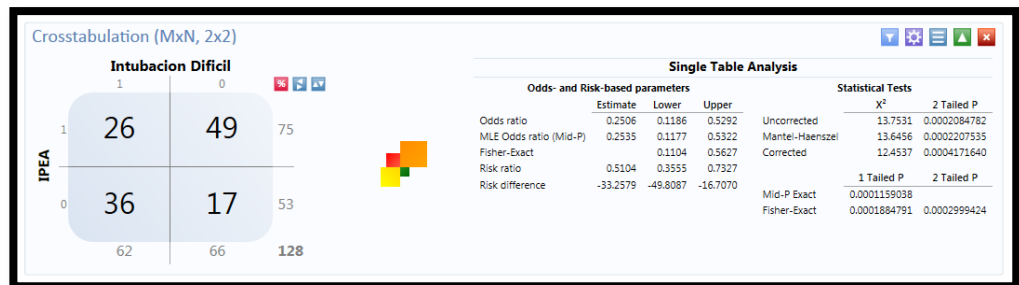 Crosstabulation (MxN, 2x2)
Intubacion Dificil
1 0
%
IPEA
1 26 49 75
0 36 17 53
62 66 128
Single Table Analysis
Odds- and Risk-based parameters
Estimate Lower Upper
Odds ratio 0.2506 0.1186 0.5292
MLE Odds ratio (Mid-P) 0.2535 0.1177 0.5322
Fisher-Exact 0.1104 0.5627
Risk ratio 0.5104 0.3555 0.7327
Risk difference -33.2579 -49.8087 -16.7070
Statistical Tests
X² 2 Tailed P
Uncorrected 13.7531 0.0002084782
Mantel-Haenszel 13.6456 0.0002207535
Corrected 12.4537 0.0004171640
1 Tailed P 2 Tailed P
Mid-P Exact 0.0001159038
Fisher-Exact 0.0001884791 0.0002999424